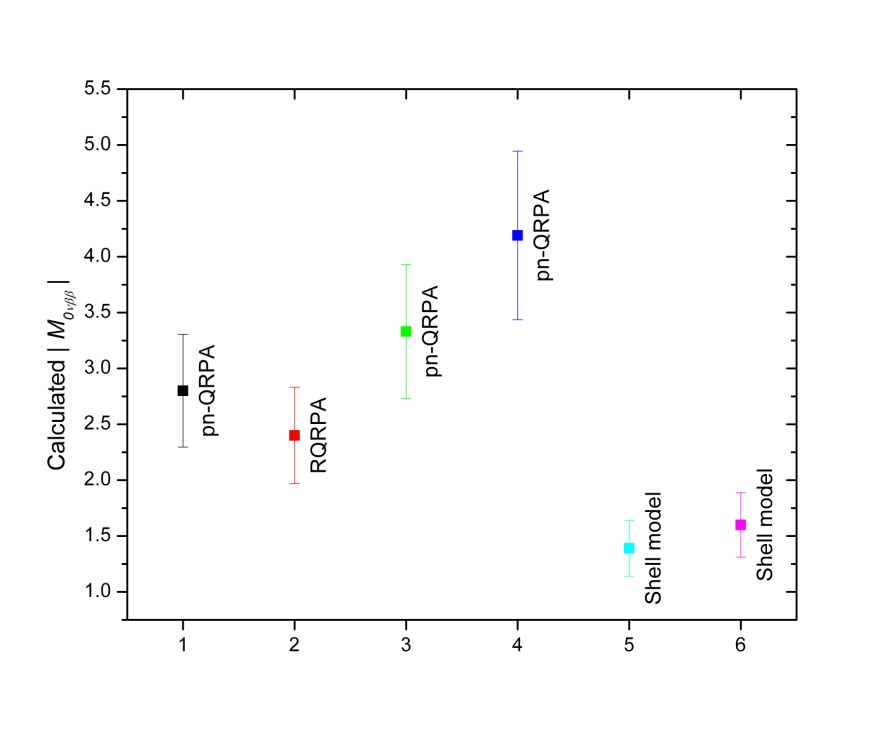 5.5
5.0
4.5
4.0
3.5
3.0
2.5
2.0
1.5
1.0
Calculated | M0νββ |
pn-QRPA
RQRPA
pn-QRPA
pn-QRPA
Shell model
Shell model
1 2 3 4 5 6